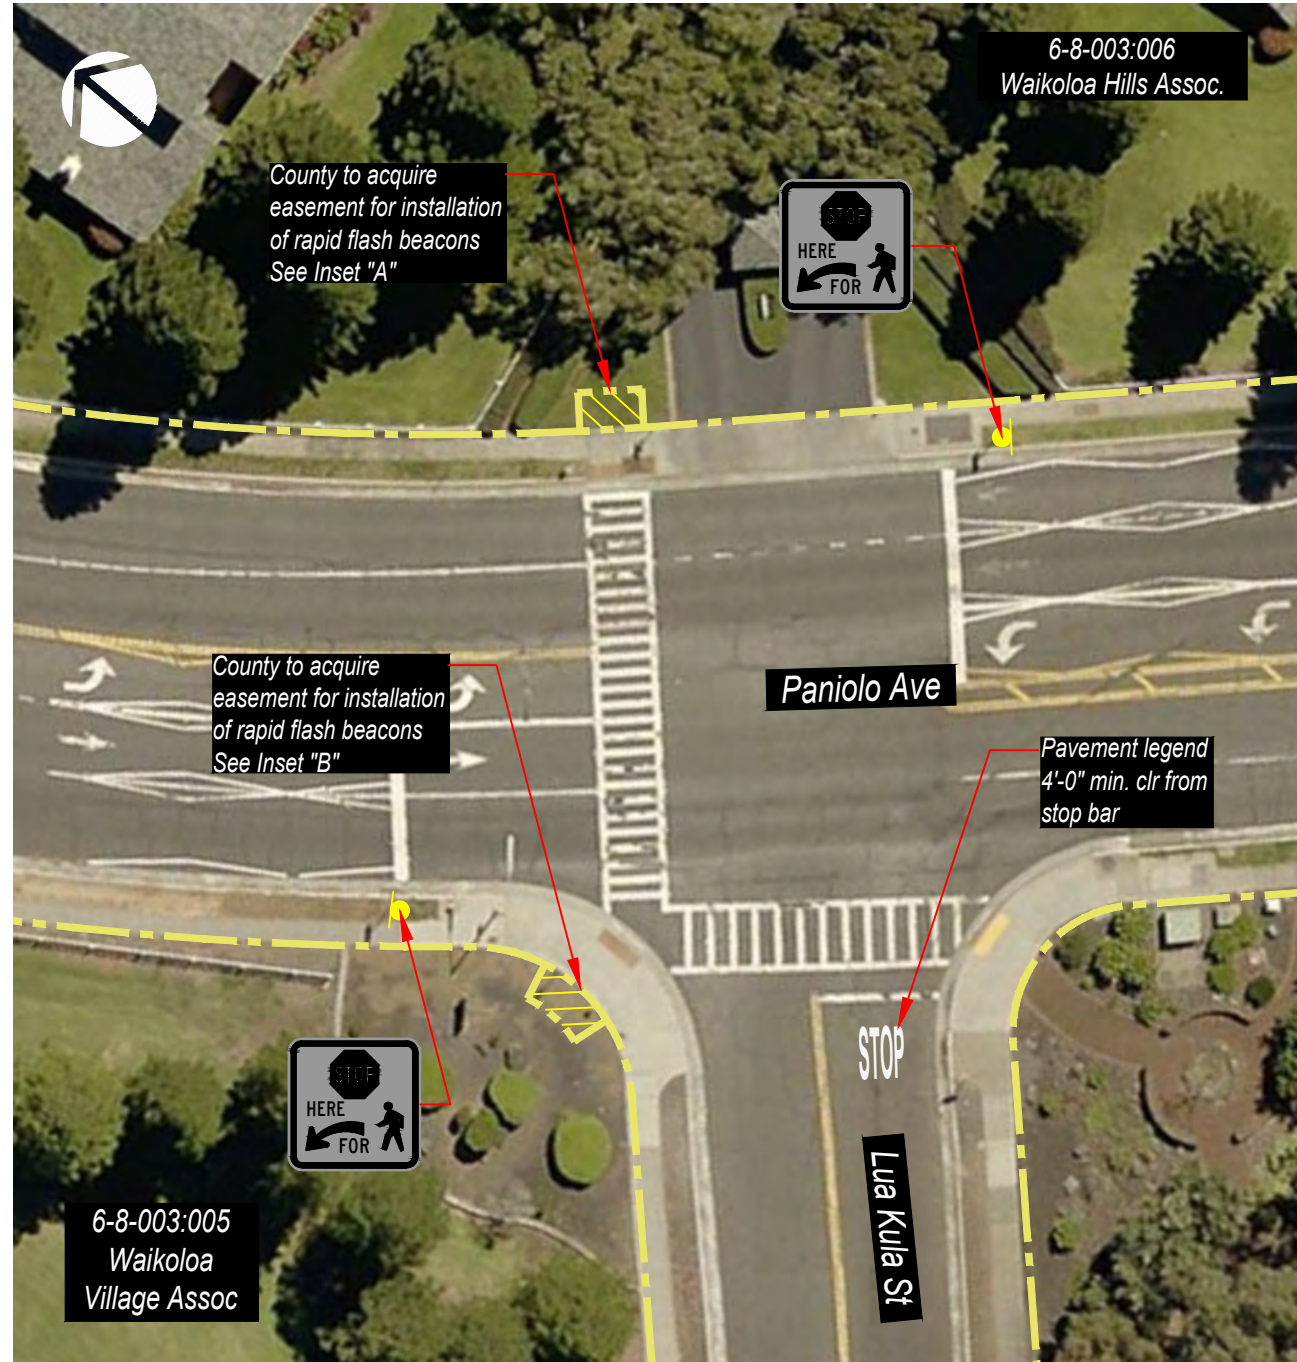 6-8-003:006
Waikoloa Hills Assoc.
County to acquire
easement for installation
of rapid flash beacons
See Inset "A"
STOP
HERE
FOR
County to acquire
easement for installation
of rapid flash beacons
See Inset "B"
Paniolo Ave
Pavement legend
4'-0" min. clr from
stop bar
STOP
STOP
HERE
FOR
Lua Kula St
6-8-003:005
Waikoloa
Village Assoc